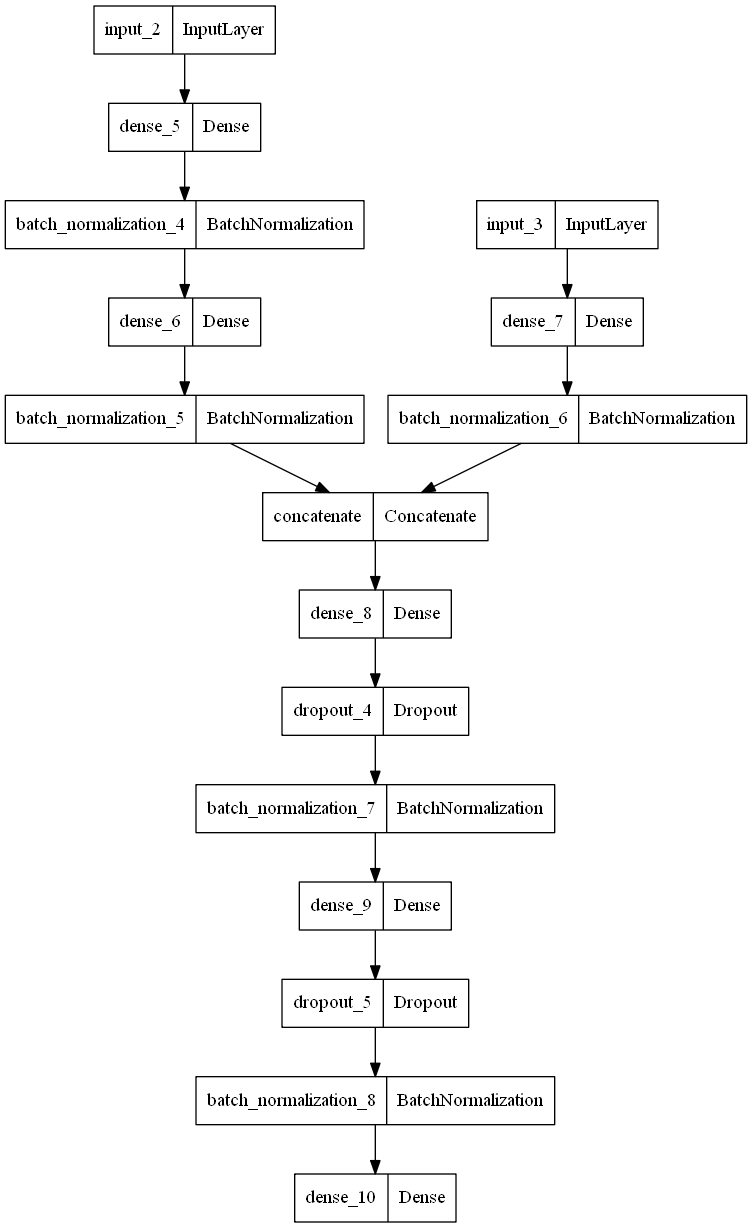 input_2 InputLayer
dense_5 Dense
batch_normalization_4 BatchNormalization
input_3 InputLayer
dense_6 Dense
dense_7 Dense
batch_normalization_5 BatchNormalization
batch_normalization_6 BatchNormalization
concatenate Concatenate
dense_8 Dense
dropout_4 Dropout
batch_normalization_7 BatchNormalization
dense_9 Dense
dropout_5 Dropout
batch_normalization_8 BatchNormalization
dense_10 Dense